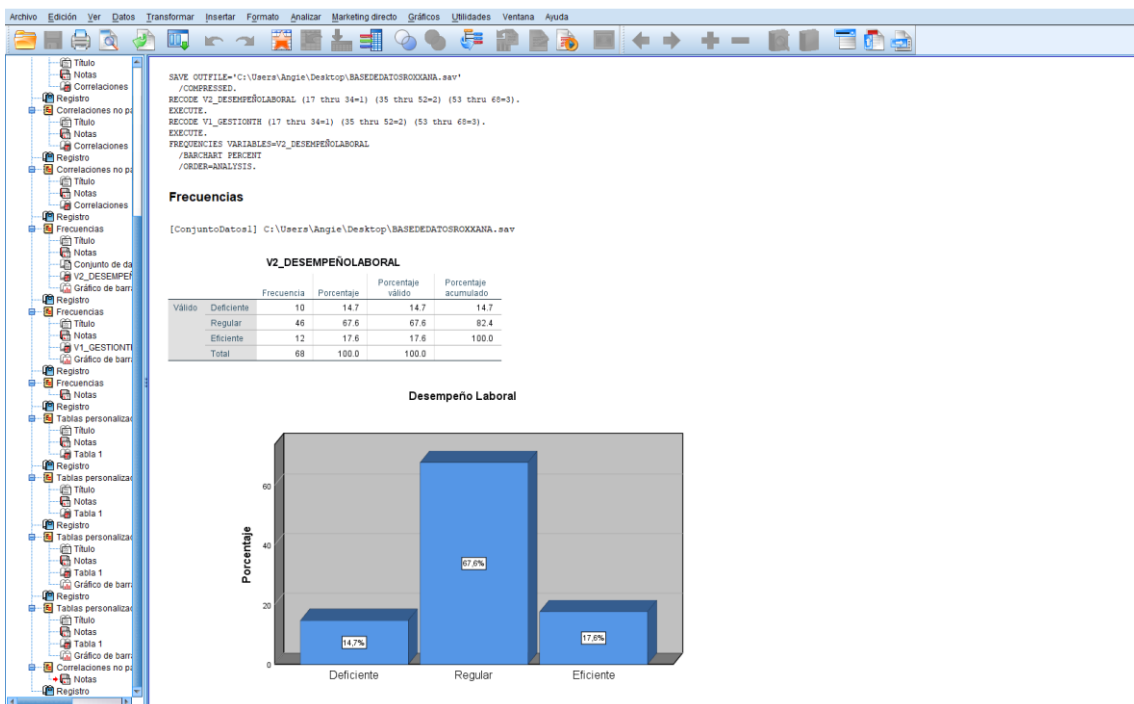 Archivo Edición Ver Datos Transformar Insertar Formato Analizar Marketing directo Gráficos Utilidades Ventana Ayuda
Título
Notas
Correlaciones
Registro
Correlaciones no pa
Título
Notas
Correlaciones
Registro
Correlaciones no pa
Título
Notas
Correlaciones
Registro
Frecuencias
Título
Notas
Conjunto de da
V2_DESEMPEÑ
Gráfico de barra
Registro
Frecuencias
Título
Notas
V1_GESTIONTH
Gráfico de barra
Registro
Frecuencias
Notas
Registro
Tablas personalizad
Título
Notas
Tabla 1
Registro
Tablas personalizad
Título
Notas
Tabla 1
Registro
Tablas personalizad
Título
Notas
Tabla 1
Gráfico de barra
Registro
Tablas personalizad
Título
Notas
Tabla 1
Gráfico de barra
Correlaciones no pa
Notas
Registro
SAVE OUTFILE='C:\Users\Angie\Desktop\BASEDEDATOSROXXANA.sav'
/COMPRESSED.
RECODE V2_DESEMPEÑOLABORAL (17 thru 34=1) (35 thru 52=2) (53 thru 68=3).
EXECUTE.
RECODE V1_GESTIONTH (17 thru 34=1) (35 thru 52=2) (53 thru 68=3).
EXECUTE.
FREQUENCIES VARIABLES=V2_DESEMPEÑOLABORAL
/BARCHART PERCENT
/ORDER=ANALYSIS.
Frecuencias
[ConjuntoDatos1] C:\Users\Angie\Desktop\BASEDEDATOSROXXANA.sav
V2_DESEMPEÑOLABORAL
Frecuencia Porcentaje Porcentaje válido Porcentaje acumulado
Válido Deficiente 10 14.7 14.7 14.7
Regular 46 67.6 67.6 82.4
Eficiente 12 17.6 17.6 100.0
Total 68 100.0 100.0
Desempeño Laboral
Porcentaje
60
40
20
0
14,7%
67,6%
17,6%
Deficiente Regular Eficiente